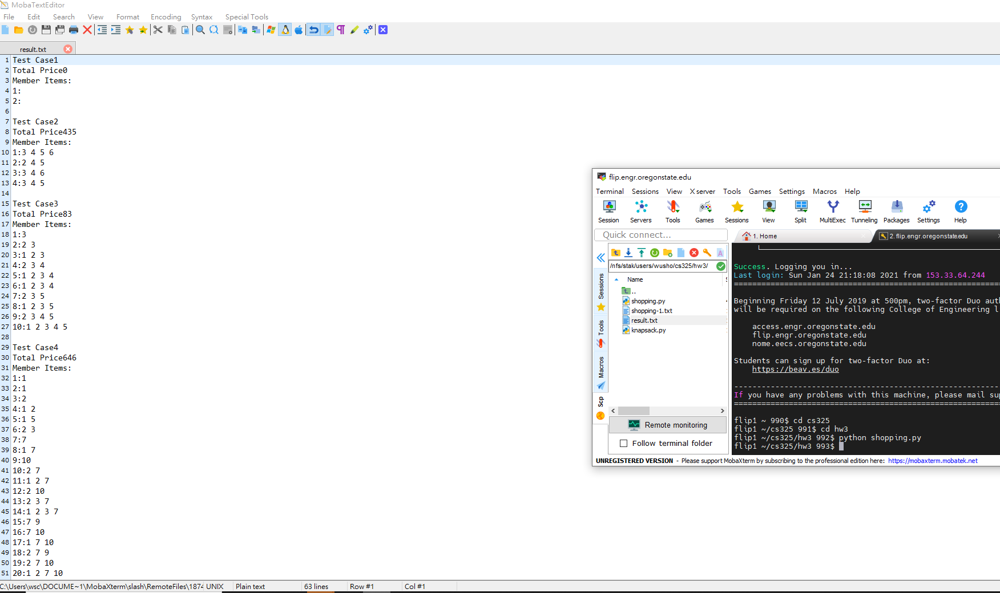 MobaTextEditor
File Edit Search View Format Encoding Syntax Special Tools
result.txt
1 Test Case1
2 Total Price0
3 Member Items:
4 1:
5 2:
6
7 Test Case2
8 Total Price435
9 Member Items:
10 1:3 4 5 6
11 2:2 4 5
12 3:3 4 6
13 4:3 4 5
14
15 Test Case3
16 Total Price83
17 Member Items:
18 1:3
19 2:2 3
20 3:1 2 3
21 4:2 3 4
22 5:1 2 3 4
23 6:1 2 3 4
24 7:2 3 5
25 8:1 2 3 5
26 9:2 3 4 5
27 10:1 2 3 4 5
28
29 Test Case4
30 Total Price646
31 Member Items:
32 1:1
33 2:1
34 3:2
35 4:1 2
36 5:1 5
37 6:2 3
38 7:7
39 8:1 7
40 9:10
41 10:2 7
42 11:1 2 7
43 12:2 10
44 13:2 3 7
45 14:1 2 3 7
46 15:7 9
47 16:7 10
48 17:1 7 10
49 18:2 7 9
50 19:2 7 10
51 20:1 2 7 10
C:\Users\wsc\DOCUME~1\MobaXterm\slash\RemoteFiles\1874 UNIX Plain text 63 lines Row #1 Col #1
flip.engr.oregonstate.edu
Terminal Sessions View X server Tools Games Settings Macros Help
Session Servers Tools Games Sessions View Split MultiExec Tunneling Packages Settings Help
Quick connect...
1. Home
2. flip.engr.oregonstate.edu
/nfs/stak/users/wusho/cs325/hw3/
Name
..
shopping.py
shopping-1.txt
result.txt
knapsack.py
Sessions
Tools
Macros
Scp
Remote monitoring
Follow terminal folder
Success. Logging you in...
Last login: Sun Jan 24 21:18:08 2021 from 153.33.64.244
Beginning Friday 12 July 2019 at 500pm, two-factor Duo aut
will be required on the following College of Engineering l
access.engr.oregonstate.edu
flip.engr.oregonstate.edu
nome.eecs.oregonstate.edu
Students can sign up for two-factor Duo at:
https://beav.es/duo
If you have any problems with this machine, please mail sup
flip1 ~ 990$ cd cs325
flip1 ~/cs325 991$ cd hw3
flip1 ~/cs325/hw3 992$ python shopping.py
flip1 ~/cs325/hw3 993$
UNREGISTERED VERSION - Please support MobaXterm by subscribing to the professional edition here: https://mobaxterm.mobatek.net